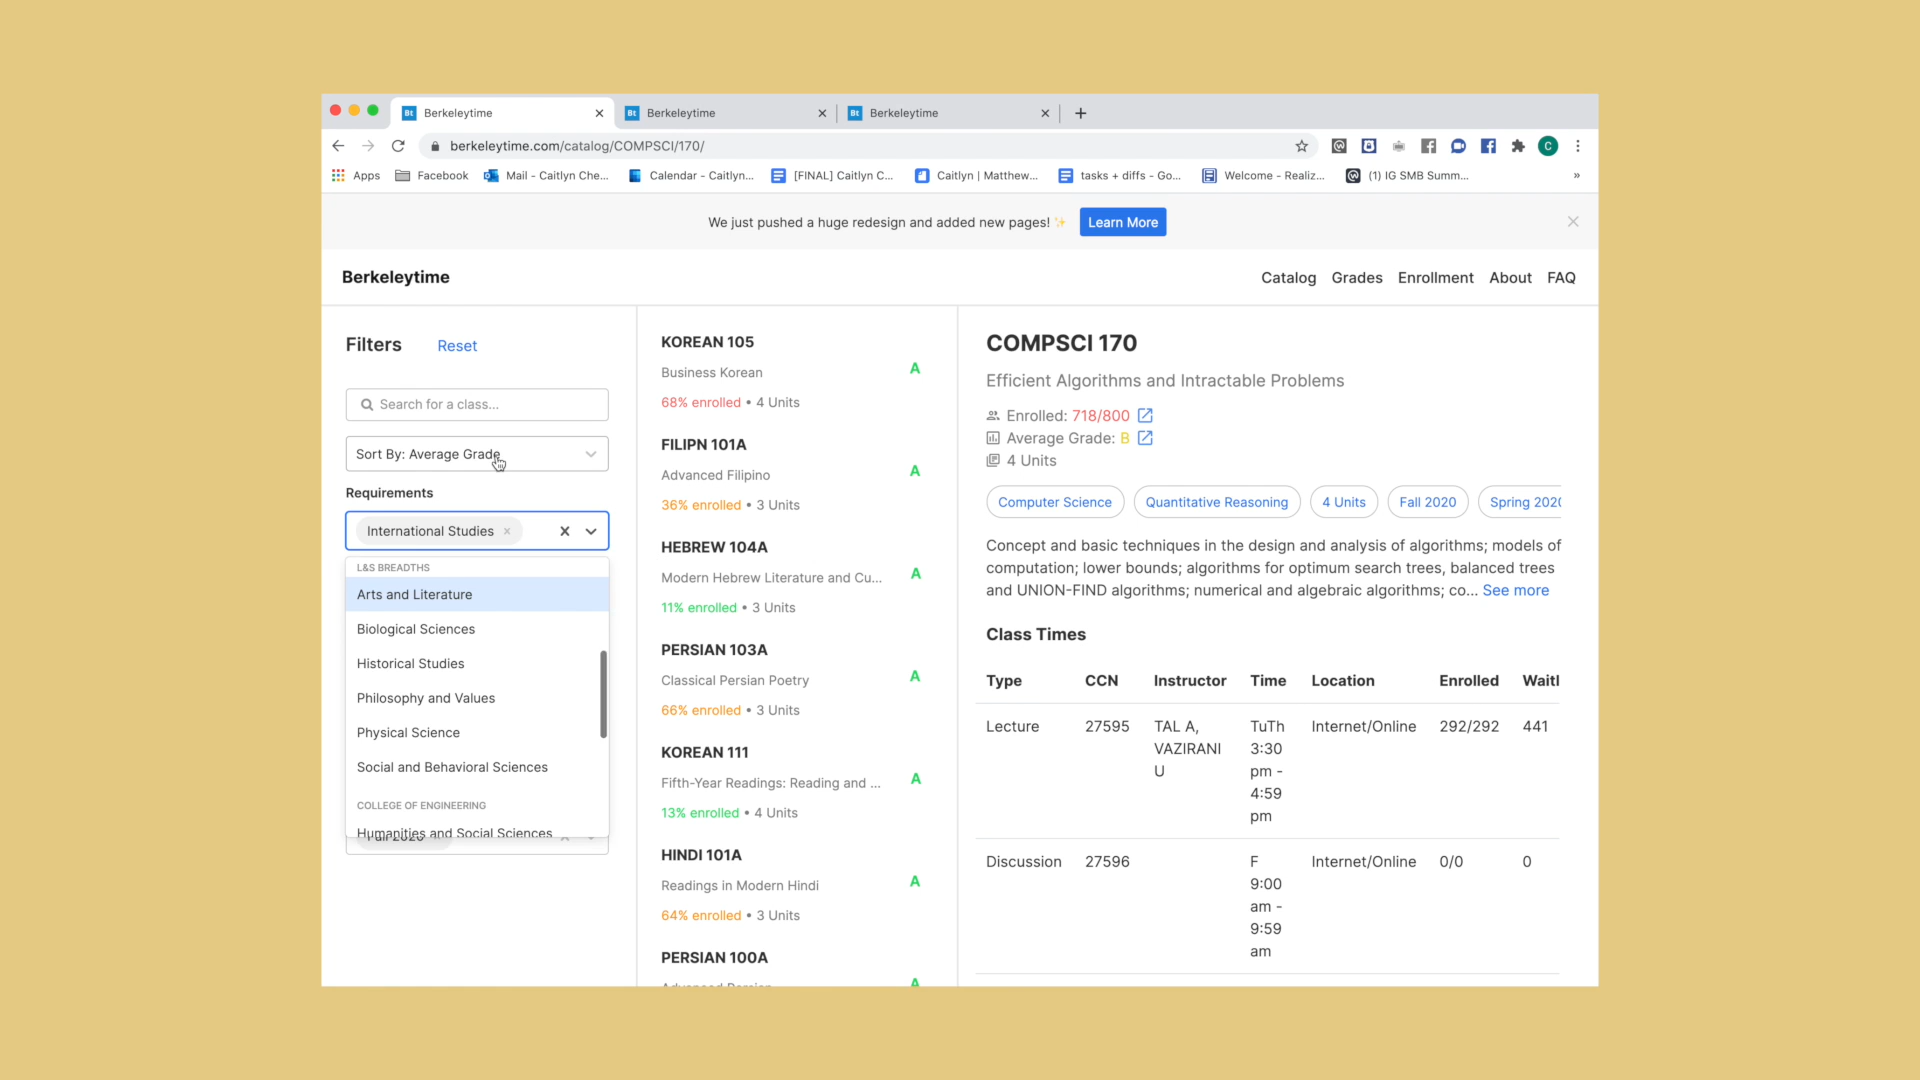 Berkeleytime
Berkeleytime
Berkeleytime
berkeleytime.com/catalog/COMPSCI/170/
Apps
Facebook
Mail - Caitlyn Che...
Calendar - Caitlyn...
[FINAL] Caitlyn C...
Caitlyn | Matthew...
tasks + diffs - Go...
Welcome - Realiz...
(1) IG SMB Summ...
We just pushed a huge redesign and added new pages! ✨ Learn More
Berkeleytime
Catalog Grades Enrollment About FAQ
Filters Reset
Search for a class...
Sort By: Average Grade
Requirements
International Studies
L&S BREADTHS
Arts and Literature
Biological Sciences
Historical Studies
Philosophy and Values
Physical Science
Social and Behavioral Sciences
COLLEGE OF ENGINEERING
Humanities and Social Sciences
Fall 2020
KOREAN 105
Business Korean A
68% enrolled • 4 Units
FILIPN 101A
Advanced Filipino A
36% enrolled • 3 Units
HEBREW 104A
Modern Hebrew Literature and Cu... A
11% enrolled • 3 Units
PERSIAN 103A
Classical Persian Poetry A
66% enrolled • 3 Units
KOREAN 111
Fifth-Year Readings: Reading and ... A
13% enrolled • 4 Units
HINDI 101A
Readings in Modern Hindi A
64% enrolled • 3 Units
PERSIAN 100A
COMPSCI 170
Efficient Algorithms and Intractable Problems
Enrolled: 718/800
Average Grade: B
4 Units
Computer Science Quantitative Reasoning 4 Units Fall 2020 Spring 2020
Concept and basic techniques in the design and analysis of algorithms; models of
computation; lower bounds; algorithms for optimum search trees, balanced trees
and UNION-FIND algorithms; numerical and algebraic algorithms; co... See more
Class Times
Type CCN Instructor Time Location Enrolled Waitl
Lecture 27595 TAL A, TuTh Internet/Online 292/292 441
VAZIRANI 3:30
U pm -
4:59
pm
Discussion 27596 F Internet/Online 0/0 0
9:00
am -
9:59
am